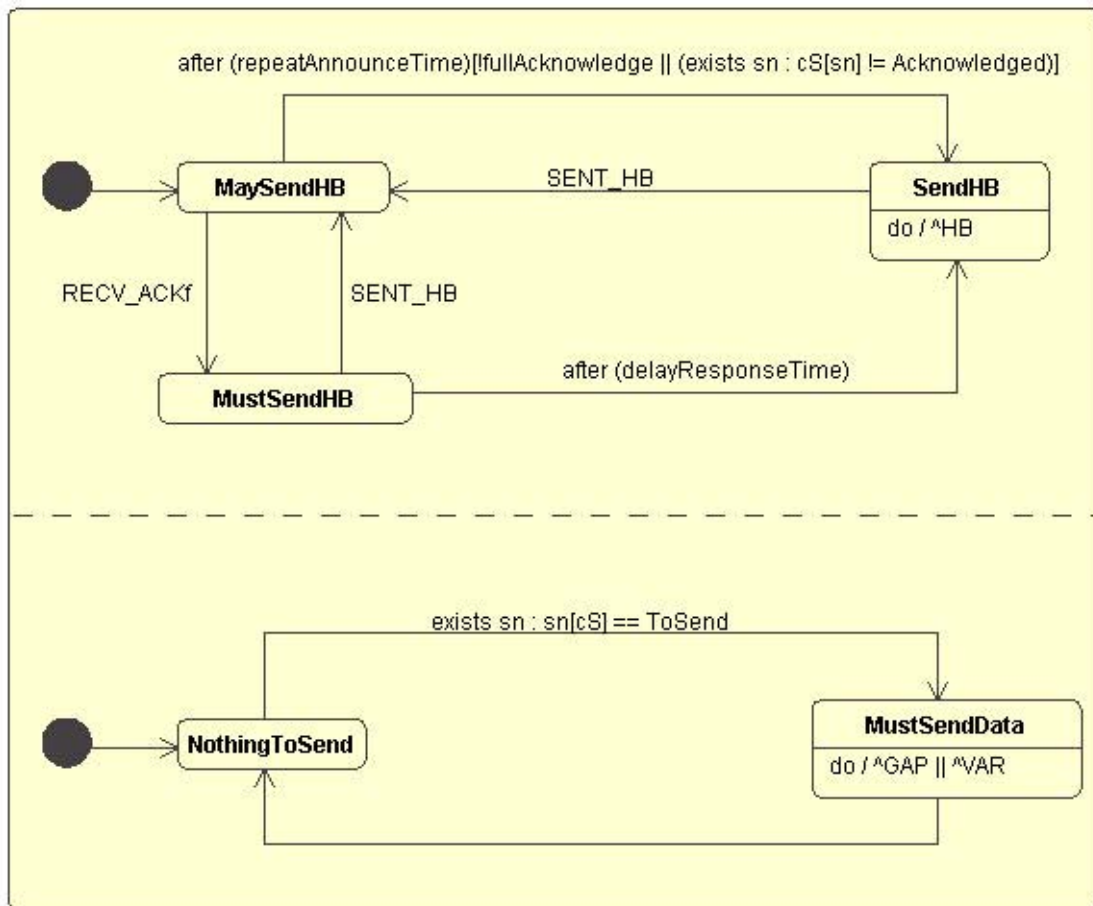 after (repeatAnnounceTime)[!fullAcknowledge || (exists sn : cS[sn] != Acknowledged)]
MaySendHB
SENT_HB
SendHB
do / ^HB
RECV_ACKf
SENT_HB
after (delayResponseTime)
MustSendHB
exists sn : sn[cS] == ToSend
NothingToSend
MustSendData
do / ^GAP || ^VAR